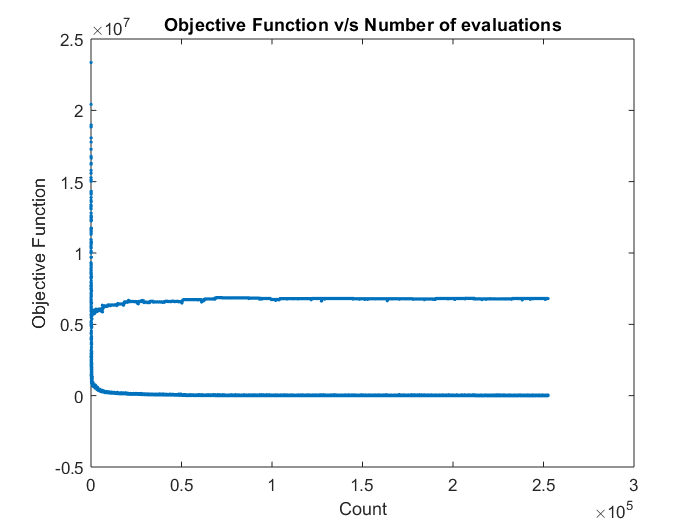 ×10^7
Objective Function v/s Number of evaluations
2.5
2
1.5
1
0.5
0
-0.5
Objective Function
0 0.5 1 1.5 2 2.5 3
Count
×10^5